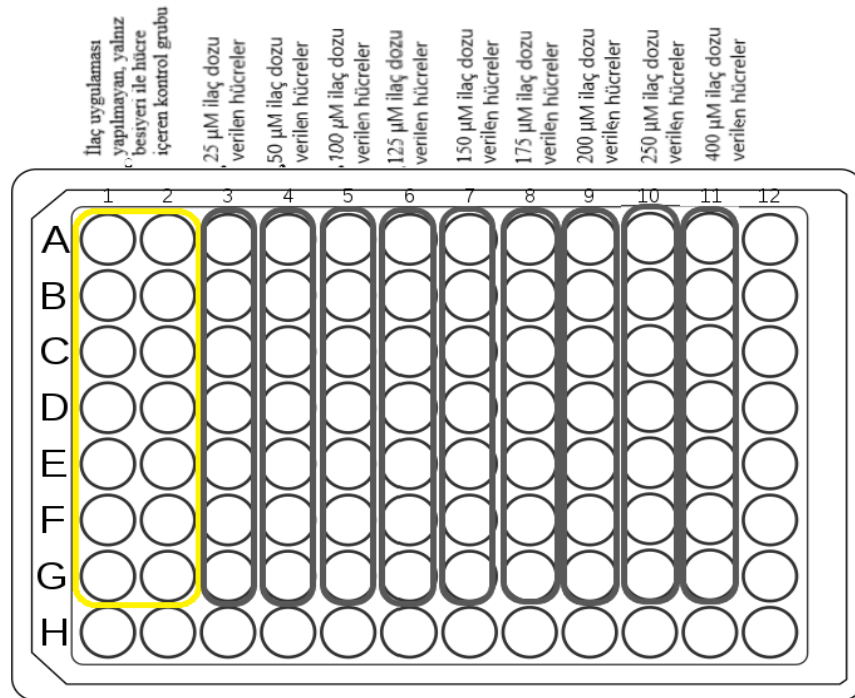 İlaç uygulaması
yapılmayan, yalnız
besiyeri ile hücre
içeren kontrol grubu
25 µM ilaç dozu
verilen hücreler
50 µM ilaç dozu
verilen hücreler
100 µM ilaç dozu
verilen hücreler
125 µM ilaç dozu
verilen hücreler
150 µM ilaç dozu
verilen hücreler
175 µM ilaç dozu
verilen hücreler
200 µM ilaç dozu
verilen hücreler
250 µM ilaç dozu
verilen hücreler
400 µM ilaç dozu
verilen hücreler
1 2 3 4 5 6 7 8 9 10 11 12
A
B
C
D
E
F
G
H